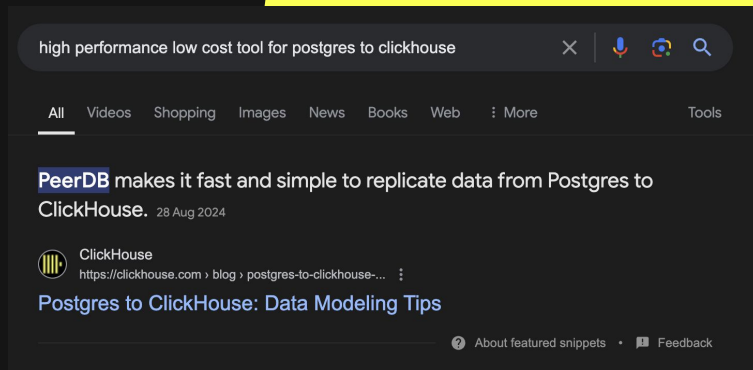 high performance low cost tool for postgres to clickhouse
All Videos Shopping Images News Books Web More Tools
PeerDB makes it fast and simple to replicate data from Postgres to
ClickHouse. 28 Aug 2024
ClickHouse
https://clickhouse.com › blog › postgres-to-clickhouse-...
Postgres to ClickHouse: Data Modeling Tips
About featured snippets • Feedback